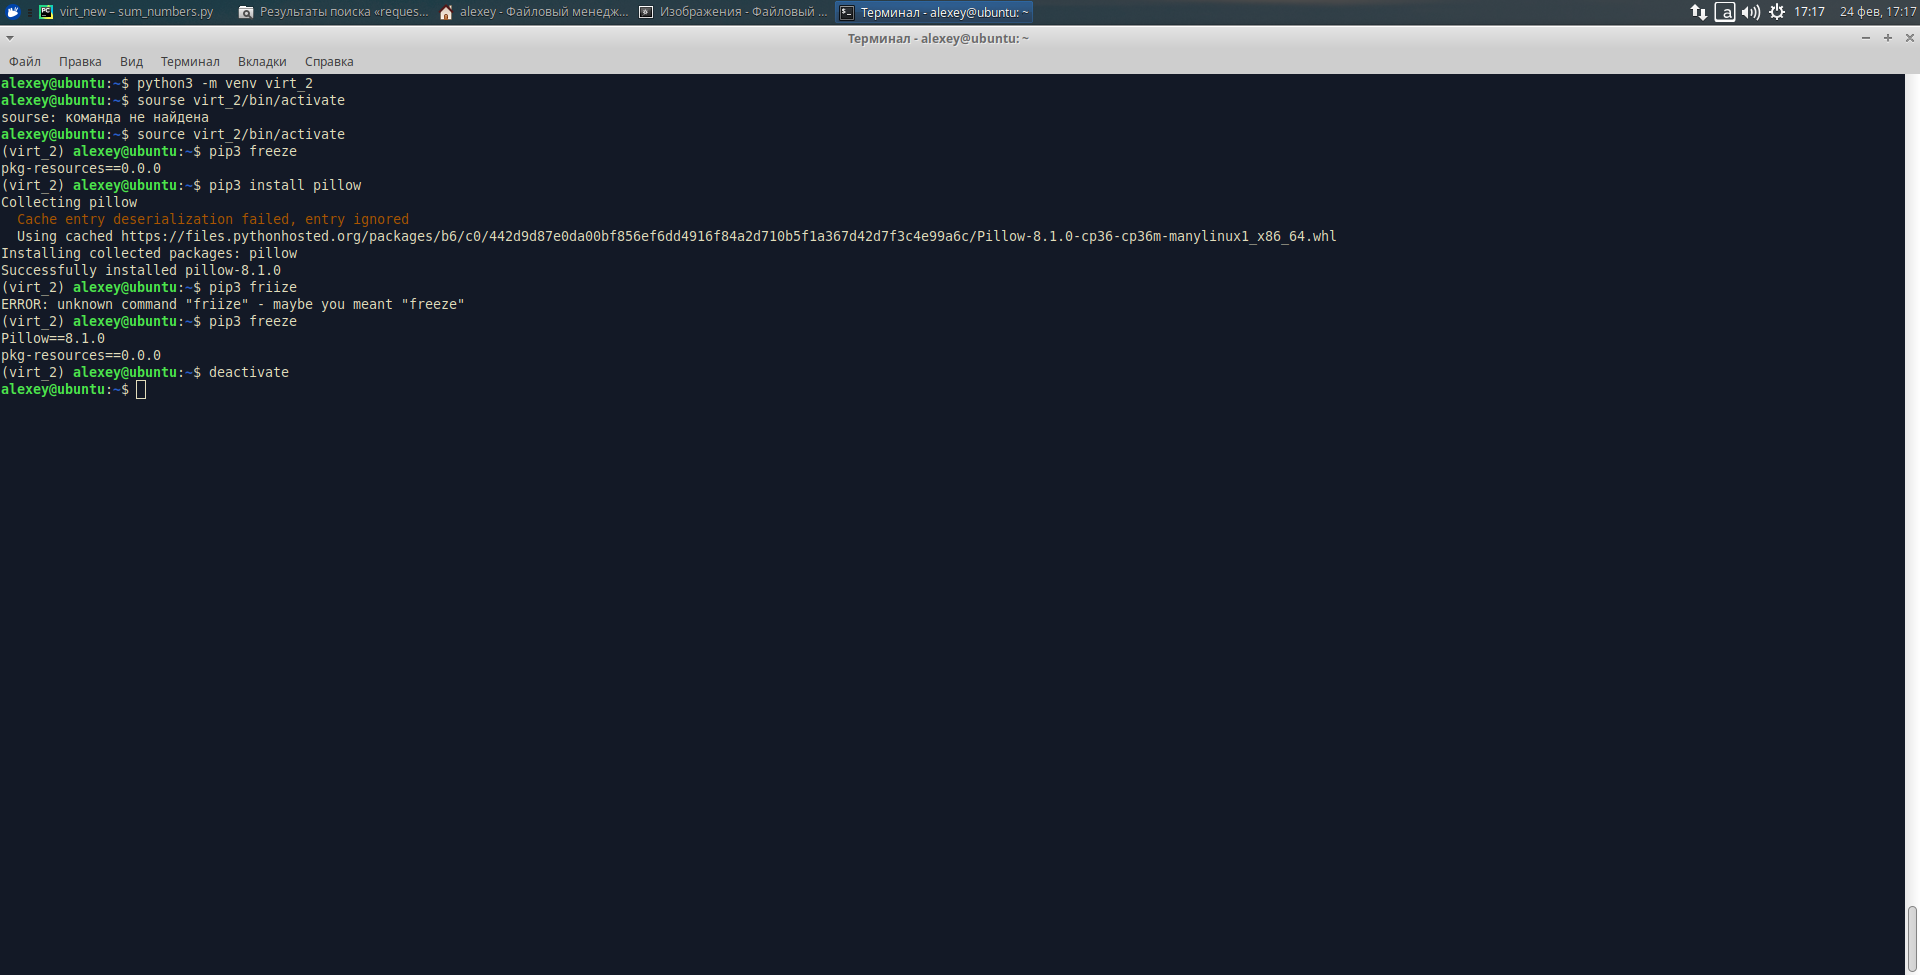 virt_new – sum_numbers.py
Результаты поиска «reques...
alexey - Файловый менедж...
Изображения - Файловый ...
Терминал - alexey@ubuntu: ~
a
17:17
24 фев, 17:17
Терминал - alexey@ubuntu: ~
Файл Правка Вид Терминал Вкладки Справка
alexey@ubuntu:~$ python3 -m venv virt_2
alexey@ubuntu:~$ sourse virt_2/bin/activate
sourse: команда не найдена
alexey@ubuntu:~$ source virt_2/bin/activate
(virt_2) alexey@ubuntu:~$ pip3 freeze
pkg-resources==0.0.0
(virt_2) alexey@ubuntu:~$ pip3 install pillow
Collecting pillow
  Cache entry deserialization failed, entry ignored
  Using cached https://files.pythonhosted.org/packages/b6/c0/442d9d87e0da00bf856ef6dd4916f84a2d710b5f1a367d42d7f3c4e99a6c/Pillow-8.1.0-cp36-cp36m-manylinux1_x86_64.whl
Installing collected packages: pillow
Successfully installed pillow-8.1.0
(virt_2) alexey@ubuntu:~$ pip3 friize
ERROR: unknown command "friize" - maybe you meant "freeze"
(virt_2) alexey@ubuntu:~$ pip3 freeze
Pillow==8.1.0
pkg-resources==0.0.0
(virt_2) alexey@ubuntu:~$ deactivate
alexey@ubuntu:~$